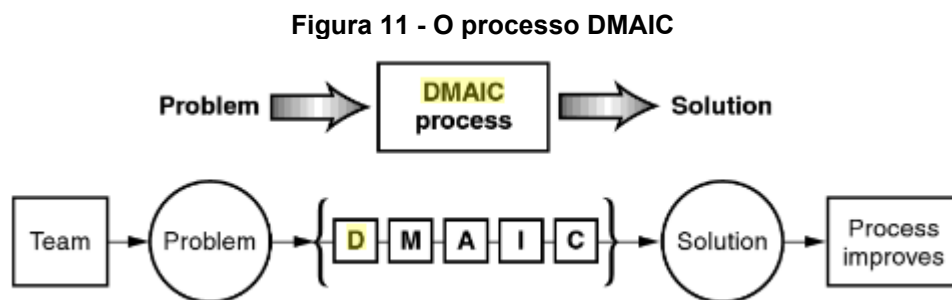 Figura 11 - O processo DMAIC
Problem
DMAIC
process
Solution
Team
Problem
D
M
A
I
C
Solution
Process
improves